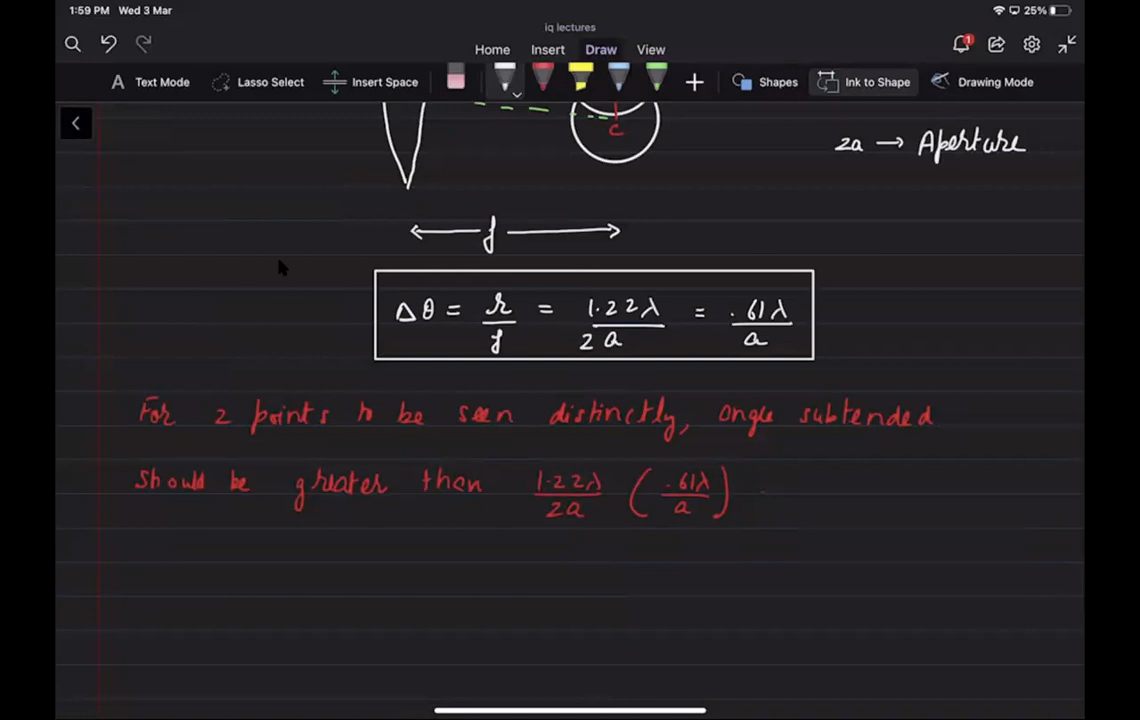 1:59 PM Wed 3 Mar
25%
iq lectures
Home Insert Draw View
1
A Text Mode Lasso Select Insert Space Shapes Ink to Shape Drawing Mode
c
2a → Aperture
f
Δθ = r/f = 1.22λ/2a = .61λ/a
For 2 points to be seen distinctly, angle subtended
should be greater than 1.22λ/2a (.61λ/a)